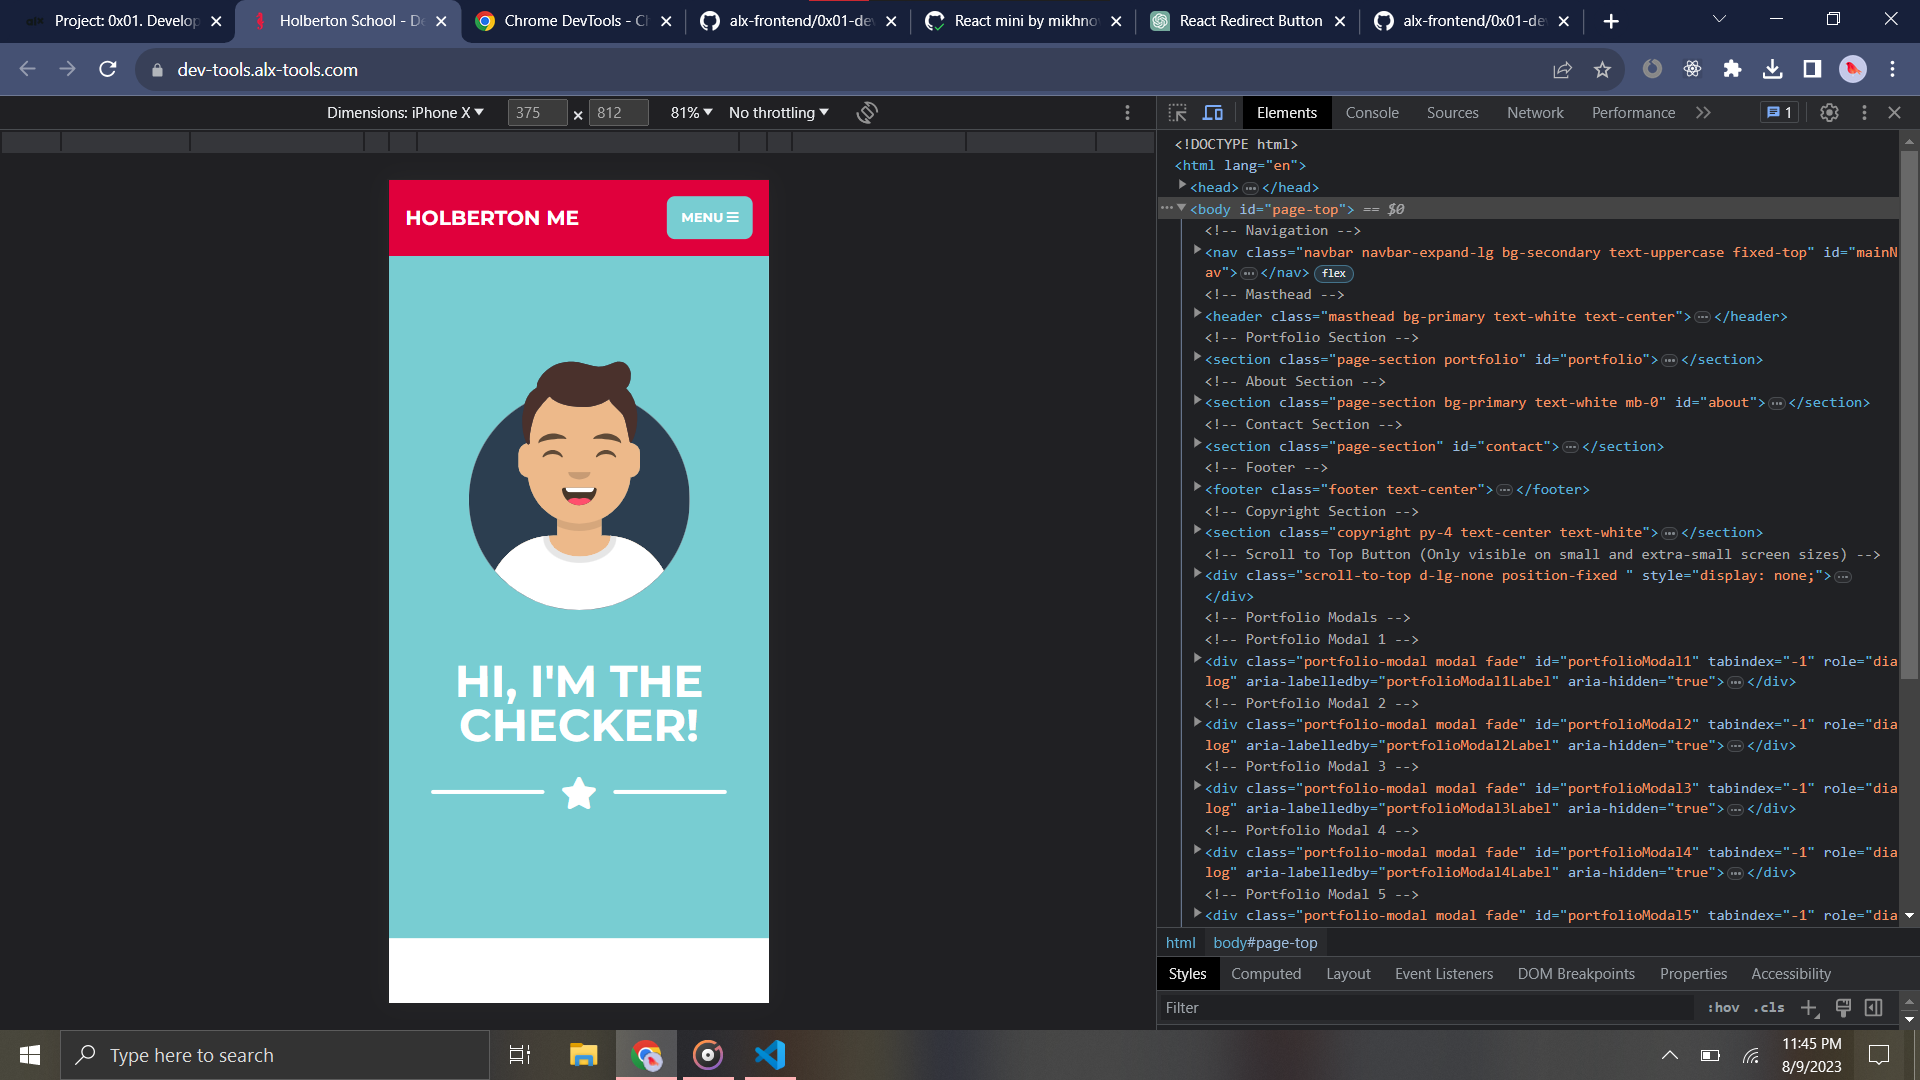 Project: 0x01. Develop
Holberton School - De
Chrome DevTools - Ch
alx-frontend/0x01-dev
React mini by mikhno
React Redirect Button
alx-frontend/0x01-dev
dev-tools.alx-tools.com
Dimensions: iPhone X 375 × 812 81% No throttling
Elements Console Sources Network Performance 1
HOLBERTON ME
MENU
HI, I'M THE
CHECKER!
<!DOCTYPE html>
<html lang="en">
<head> ⋯ </head>
<body id="page-top"> == $0
<!-- Navigation -->
<nav class="navbar navbar-expand-lg bg-secondary text-uppercase fixed-top" id="mainN
av"> ⋯ </nav> flex
<!-- Masthead -->
<header class="masthead bg-primary text-white text-center"> ⋯ </header>
<!-- Portfolio Section -->
<section class="page-section portfolio" id="portfolio"> ⋯ </section>
<!-- About Section -->
<section class="page-section bg-primary text-white mb-0" id="about"> ⋯ </section>
<!-- Contact Section -->
<section class="page-section" id="contact"> ⋯ </section>
<!-- Footer -->
<footer class="footer text-center"> ⋯ </footer>
<!-- Copyright Section -->
<section class="copyright py-4 text-center text-white"> ⋯ </section>
<!-- Scroll to Top Button (Only visible on small and extra-small screen sizes) -->
<div class="scroll-to-top d-lg-none position-fixed " style="display: none;"> ⋯
</div>
<!-- Portfolio Modals -->
<!-- Portfolio Modal 1 -->
<div class="portfolio-modal modal fade" id="portfolioModal1" tabindex="-1" role="dia
log" aria-labelledby="portfolioModal1Label" aria-hidden="true"> ⋯ </div>
<!-- Portfolio Modal 2 -->
<div class="portfolio-modal modal fade" id="portfolioModal2" tabindex="-1" role="dia
log" aria-labelledby="portfolioModal2Label" aria-hidden="true"> ⋯ </div>
<!-- Portfolio Modal 3 -->
<div class="portfolio-modal modal fade" id="portfolioModal3" tabindex="-1" role="dia
log" aria-labelledby="portfolioModal3Label" aria-hidden="true"> ⋯ </div>
<!-- Portfolio Modal 4 -->
<div class="portfolio-modal modal fade" id="portfolioModal4" tabindex="-1" role="dia
log" aria-labelledby="portfolioModal4Label" aria-hidden="true"> ⋯ </div>
<!-- Portfolio Modal 5 -->
<div class="portfolio-modal modal fade" id="portfolioModal5" tabindex="-1" role="dia
html body#page-top
Styles Computed Layout Event Listeners DOM Breakpoints Properties Accessibility
Filter :hov .cls
Type here to search
11:45 PM
8/9/2023